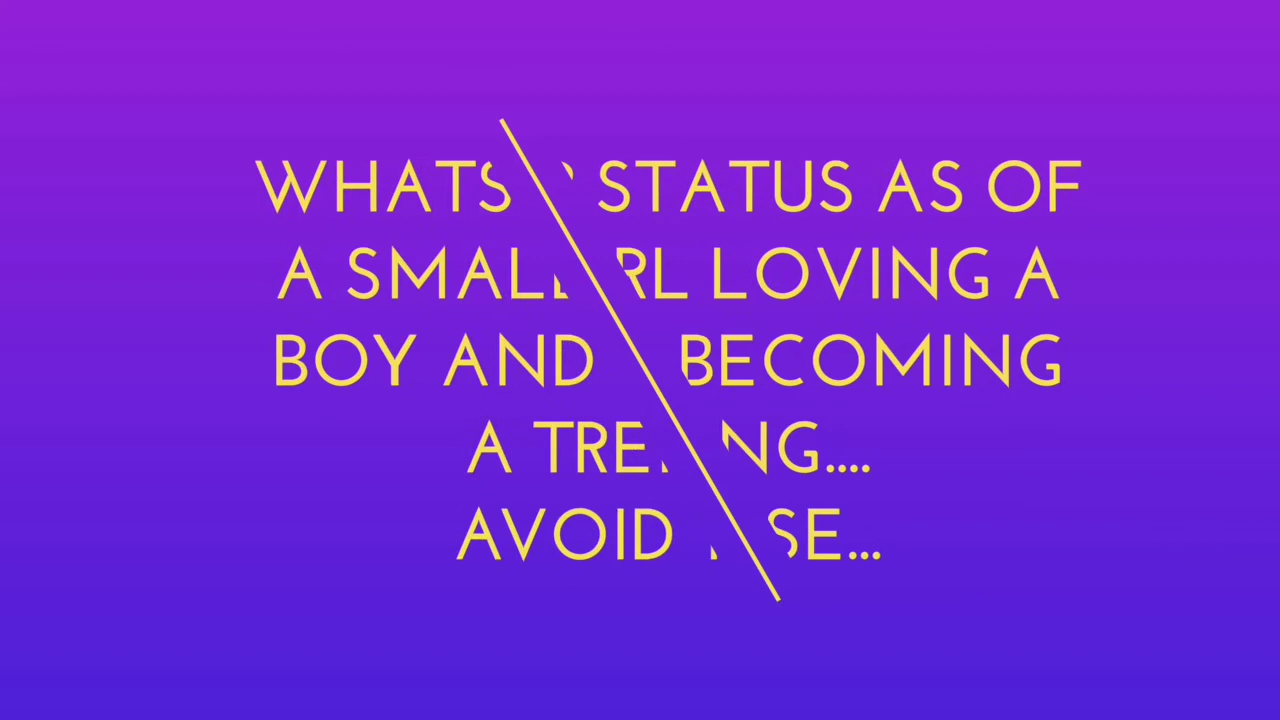 WHATS STATUS AS OF
A SMALL LOVING A
BOY AND BECOMING
A
AVOID